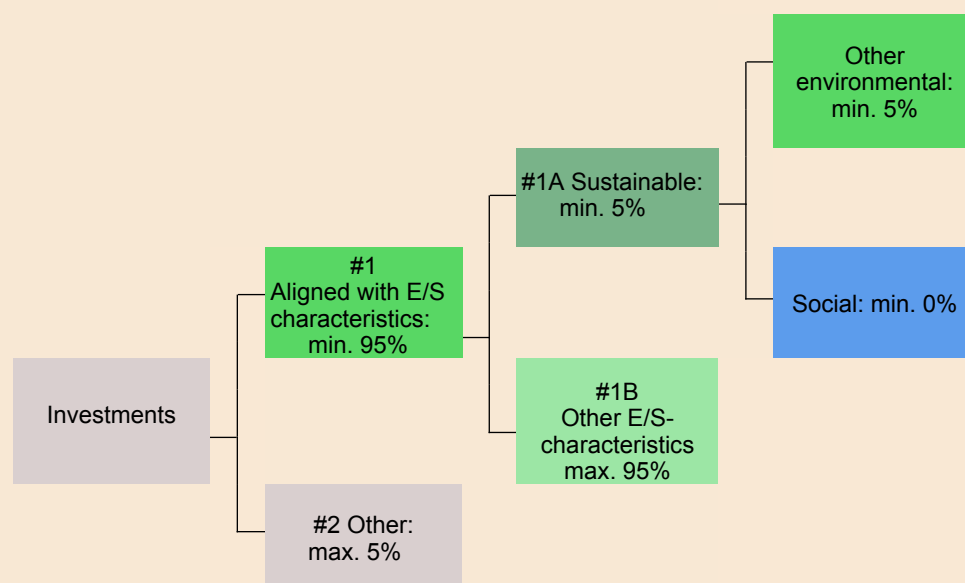 Investments
#1
Aligned with E/S
characteristics:
min. 95%
#2 Other:
max. 5%
#1A Sustainable:
min. 5%
#1B
Other E/S-
characteristics
max. 95%
Other
environmental:
min. 5%
Social: min. 0%